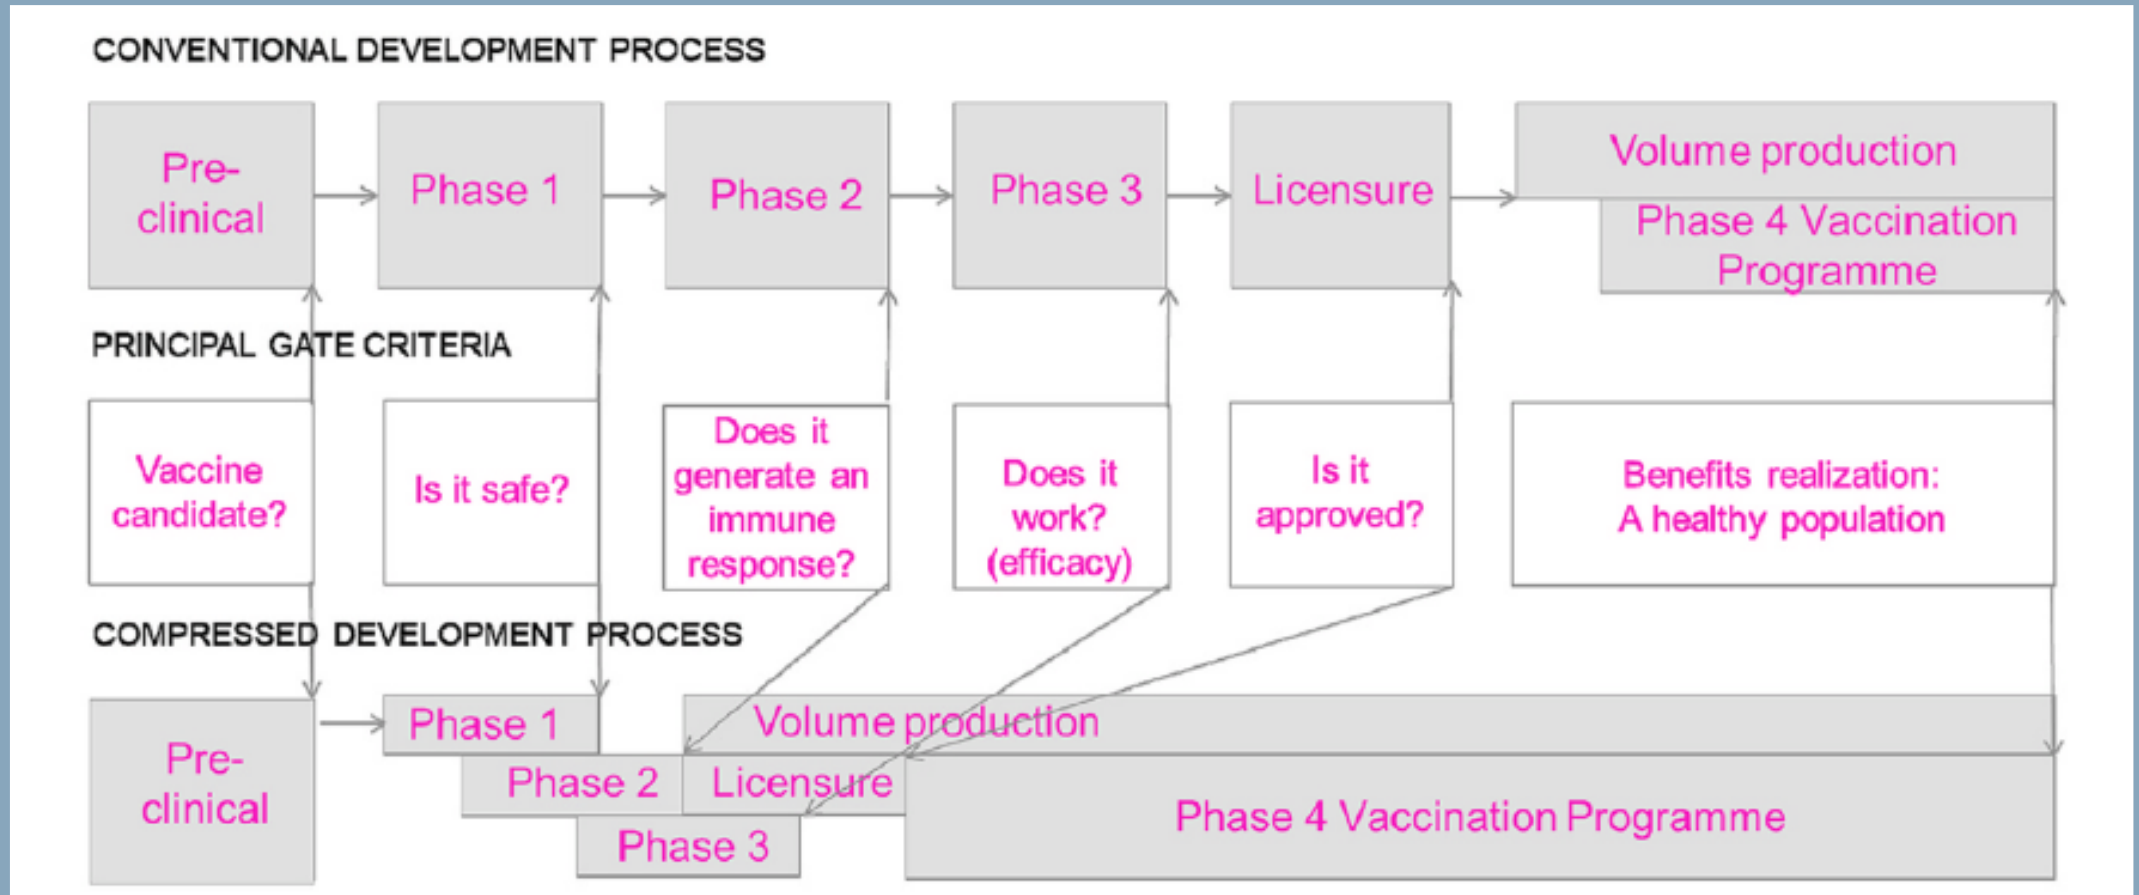 CONVENTIONAL DEVELOPMENT PROCESS
Pre-
clinical
Phase 1
Phase 2
Phase 3
Licensure
Volume production
Phase 4 Vaccination
Programme
PRINCIPAL GATE CRITERIA
Vaccine
candidate?
Is it safe?
Does it
generate an
immune
response?
Does it
work?
(efficacy)
Is it
approved?
Benefits realization:
A healthy population
COMPRESSED DEVELOPMENT PROCESS
Pre-
clinical
Phase 1
Volume production
Phase 2
Licensure
Phase 3
Phase 4 Vaccination Programme